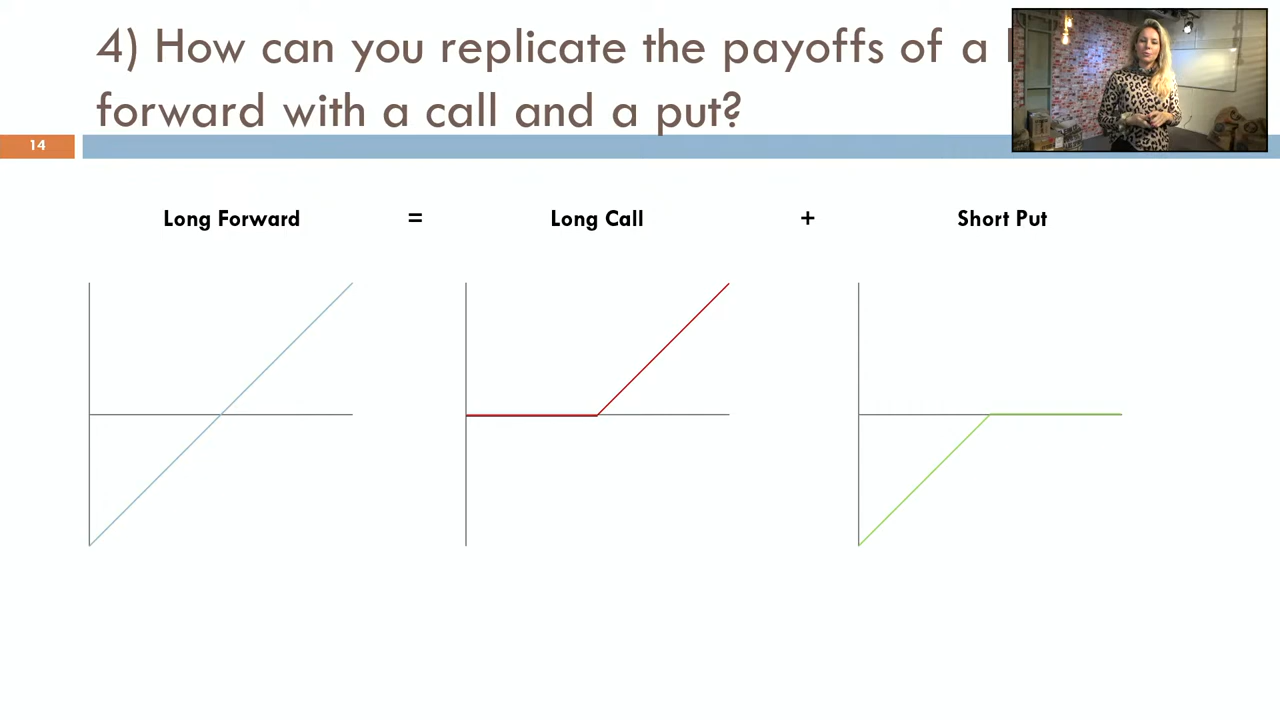 4) How can you replicate the payoffs of a
forward with a call and a put?
14
Long Forward = Long Call + Short Put